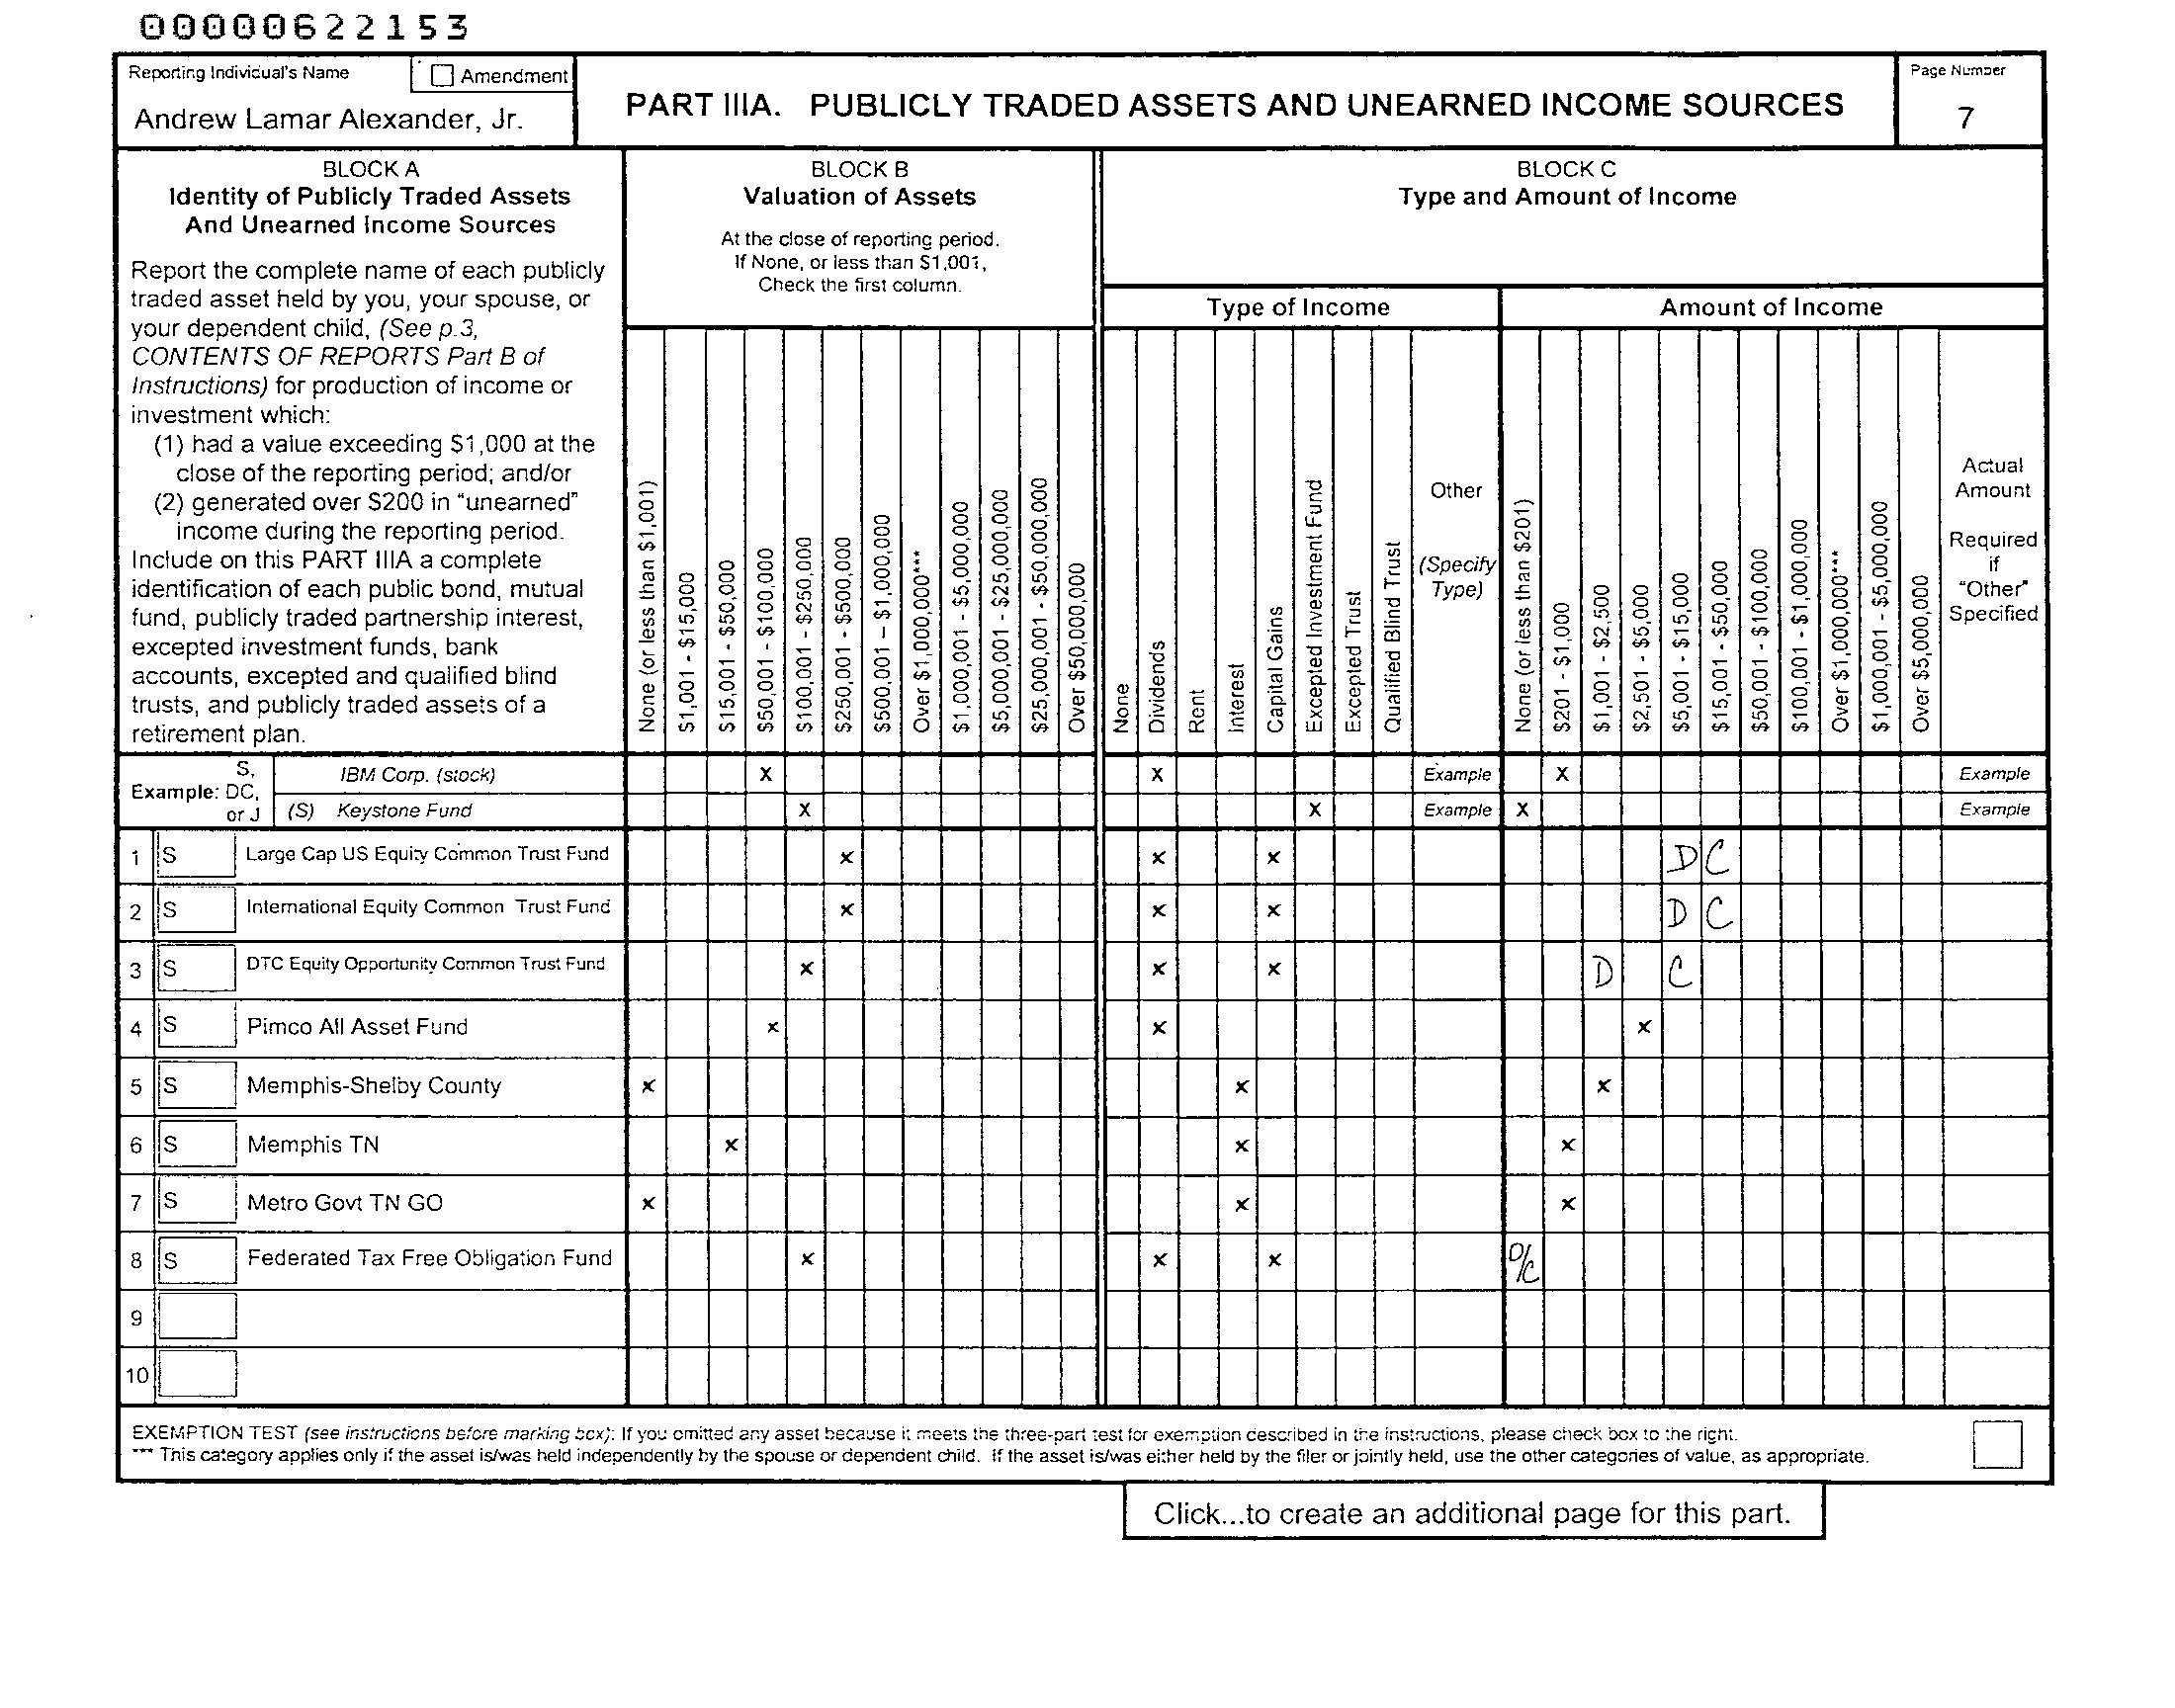 00000622153
Reporting Individual's Name
Amendment
Andrew Lamar Alexander, Jr.
PART IIIA. PUBLICLY TRADED ASSETS AND UNEARNED INCOME SOURCES
Page Number
7
BLOCK A
Identity of Publicly Traded Assets
And Unearned Income Sources
Report the complete name of each publicly
traded asset held by you, your spouse, or
your dependent child, (See p.3,
CONTENTS OF REPORTS Part B of
Instructions) for production of income or
investment which:
(1) had a value exceeding $1,000 at the
close of the reporting period; and/or
(2) generated over $200 in "unearned"
income during the reporting period.
Include on this PART IIIA a complete
identification of each public bond, mutual
fund, publicly traded partnership interest,
excepted investment funds, bank
accounts, excepted and qualified blind
trusts, and publicly traded assets of a
retirement plan.
BLOCK B
Valuation of Assets
At the close of reporting period.
If None, or less than $1,001,
Check the first column.
None (or less than $1,001)
$1,001 - $15,000
$15,001 - $50,000
$50,001 - $100,000
$100,001 - $250,000
$250,001 - $500,000
$500,001 – $1,000,000
Over $1,000,000***
$1,000,001 - $5,000,000
$5,000,001 - $25,000,000
$25,000,001 - $50,000,000
Over $50,000,000
BLOCK C
Type and Amount of Income
Type of Income
None
Dividends
Rent
Interest
Capital Gains
Excepted Investment Fund
Excepted Trust
Qualified Blind Trust
Other
(Specify
Type)
Amount of Income
None (or less than $201)
$201 - $1,000
$1,001 - $2,500
$2,501 - $5,000
$5,001 - $15,000
$15,001 - $50,000
$50,001 - $100,000
$100,001 - $1,000,000
Over $1,000,000***
$1,000,001 - $5,000,000
Over $5,000,000
Actual
Amount
Required
if
"Other"
Specified
Example: S, DC, or J
IBM Corp. (stock) X X Example X Example
(S) Keystone Fund X X Example X Example
1 S Large Cap US Equity Common Trust Fund x x x D C
2 S International Equity Common Trust Fund x x x D C
3 S DTC Equity Opportunity Common Trust Fund x x x D C
4 S Pimco All Asset Fund x x x
5 S Memphis-Shelby County x x x
6 S Memphis TN x x x
7 S Metro Govt TN GO x x x
8 S Federated Tax Free Obligation Fund x x x D/C
9
10
EXEMPTION TEST (see instructions before marking box): If you omitted any asset because it meets the three-part test for exemption described in the instructions, please check box to the right.
*** This category applies only if the asset is/was held independently by the spouse or dependent child. If the asset is/was either held by the filer or jointly held, use the other categories of value, as appropriate.
Click...to create an additional page for this part.